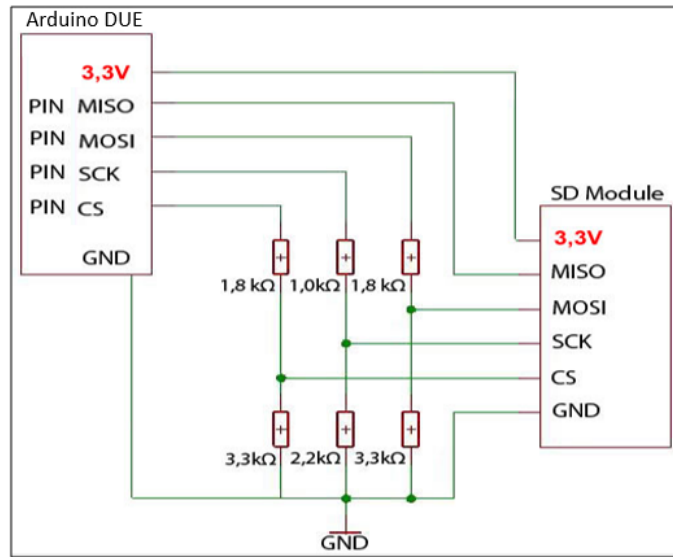 Arduino DUE
3,3V
PIN MISO
PIN MOSI
PIN SCK
PIN CS
GND
SD Module
3,3V
MISO
MOSI
SCK
CS
GND
1,8 kΩ 1,0kΩ 1,8 kΩ
3,3kΩ 2,2kΩ 3,3kΩ
GND